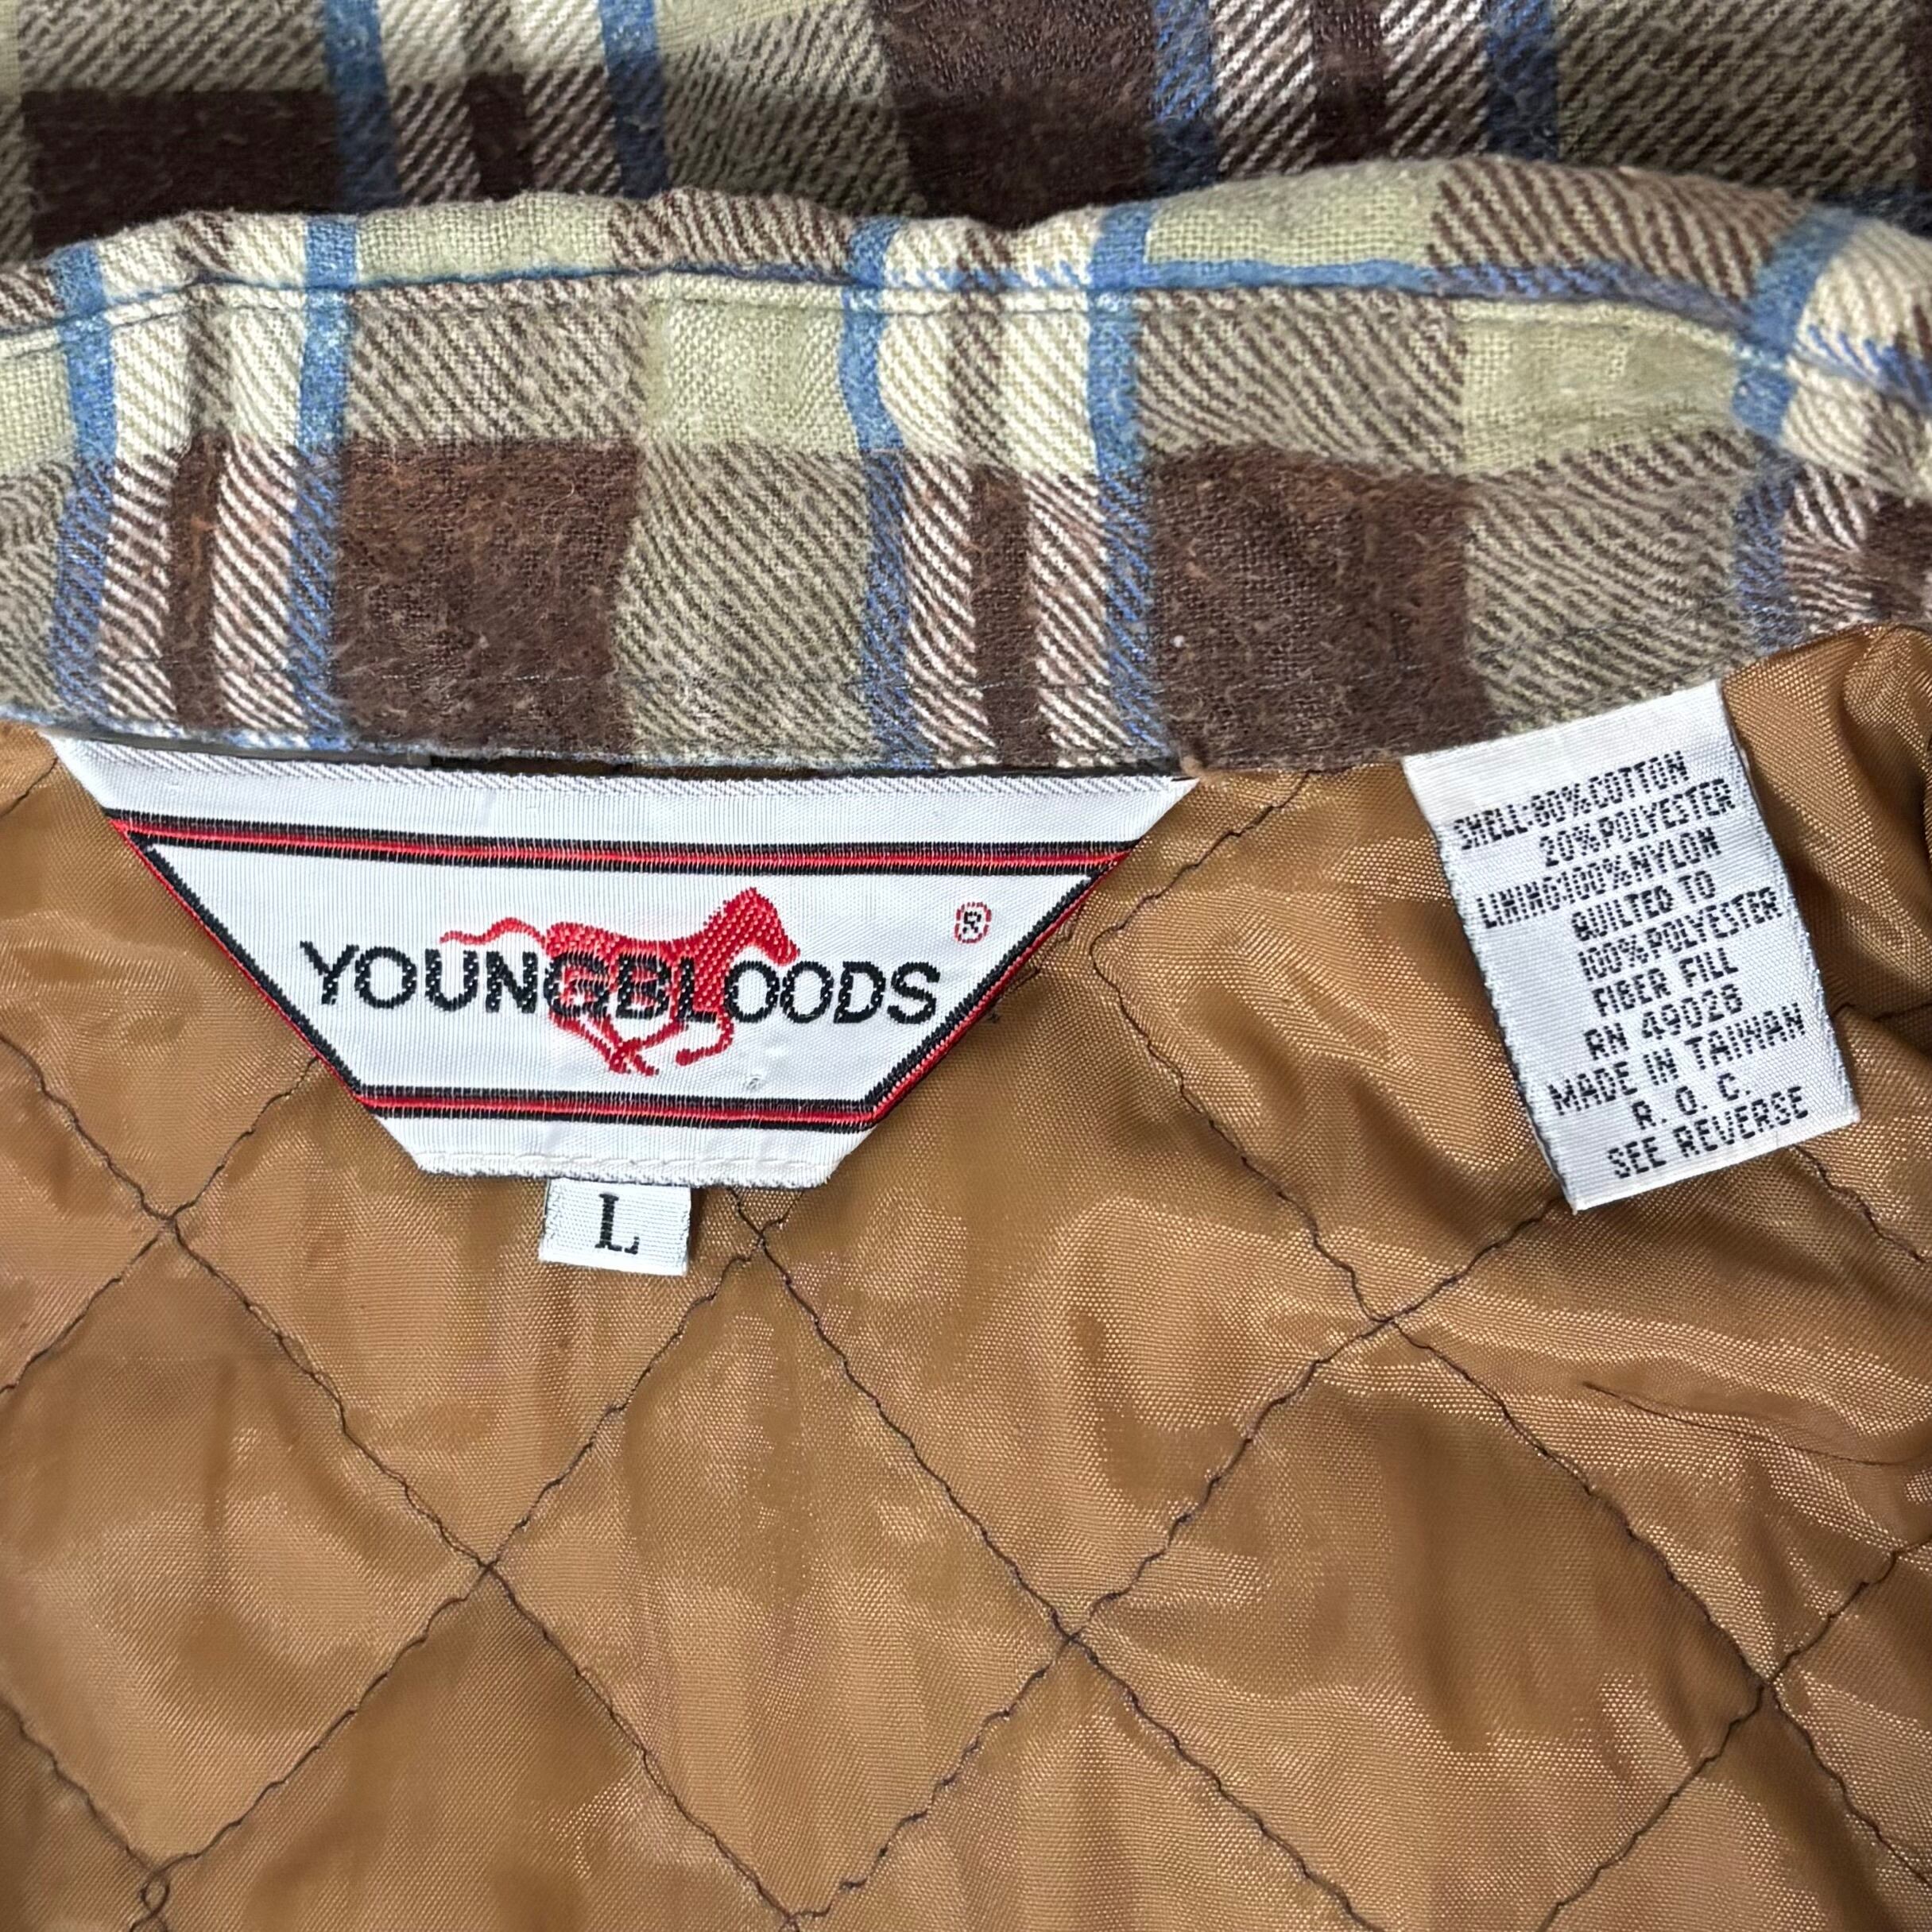 YOUNGBLOODS ®
L
SHELL:80%COTTON
20%POLYESTER
LINING:100%NYLON
QUILTED TO
100%POLYESTER
FIBER FILL
RN 49028
MADE IN TAIWAN
R. O. C.
SEE REVERSE